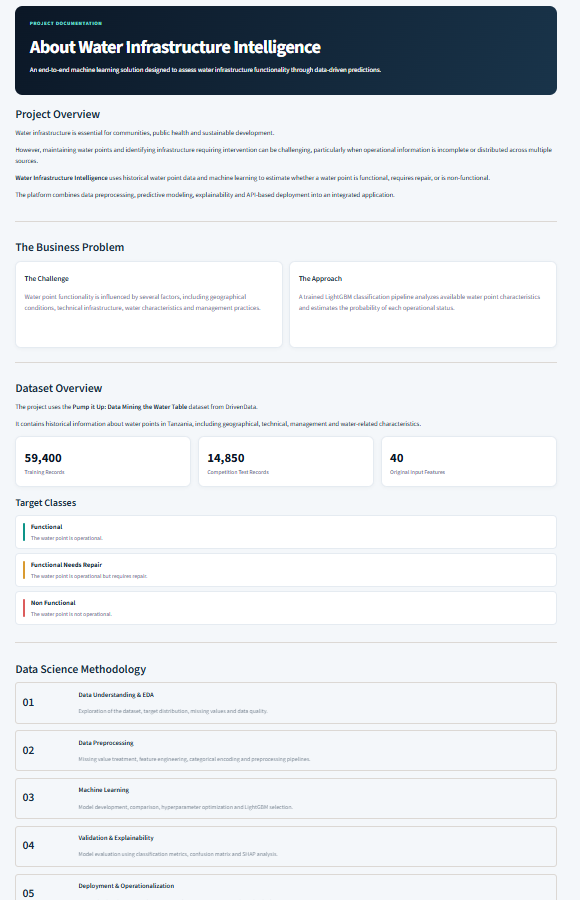 PROJECT DOCUMENTATION
About Water Infrastructure Intelligence
An end-to-end machine learning solution designed to assess water infrastructure functionality through data-driven predictions.
Project Overview
Water infrastructure is essential for communities, public health and sustainable development.
However, maintaining water points and identifying infrastructure requiring intervention can be challenging, particularly when operational information is incomplete or distributed across multiple
sources.
Water Infrastructure Intelligence uses historical water point data and machine learning to estimate whether a water point is functional, requires repair, or is non-functional.
The platform combines data preprocessing, predictive modeling, explainability and API-based deployment into an integrated application.
The Business Problem
The Challenge
Water point functionality is influenced by several factors, including geographical
conditions, technical infrastructure, water characteristics and management practices.
The Approach
A trained LightGBM classification pipeline analyzes available water point characteristics
and estimates the probability of each operational status.
Dataset Overview
The project uses the Pump it Up: Data Mining the Water Table dataset from DrivenData.
It contains historical information about water points in Tanzania, including geographical, technical, management and water-related characteristics.
59,400
Training Records
14,850
Competition Test Records
40
Original Input Features
Target Classes
Functional
The water point is operational.
Functional Needs Repair
The water point is operational but requires repair.
Non Functional
The water point is not operational.
Data Science Methodology
01
Data Understanding & EDA
Exploration of the dataset, target distribution, missing values and data quality.
02
Data Preprocessing
Missing value treatment, feature engineering, categorical encoding and preprocessing pipelines.
03
Machine Learning
Model development, comparison, hyperparameter optimization and LightGBM selection.
04
Validation & Explainability
Model evaluation using classification metrics, confusion matrix and SHAP analysis.
05
Deployment & Operationalization